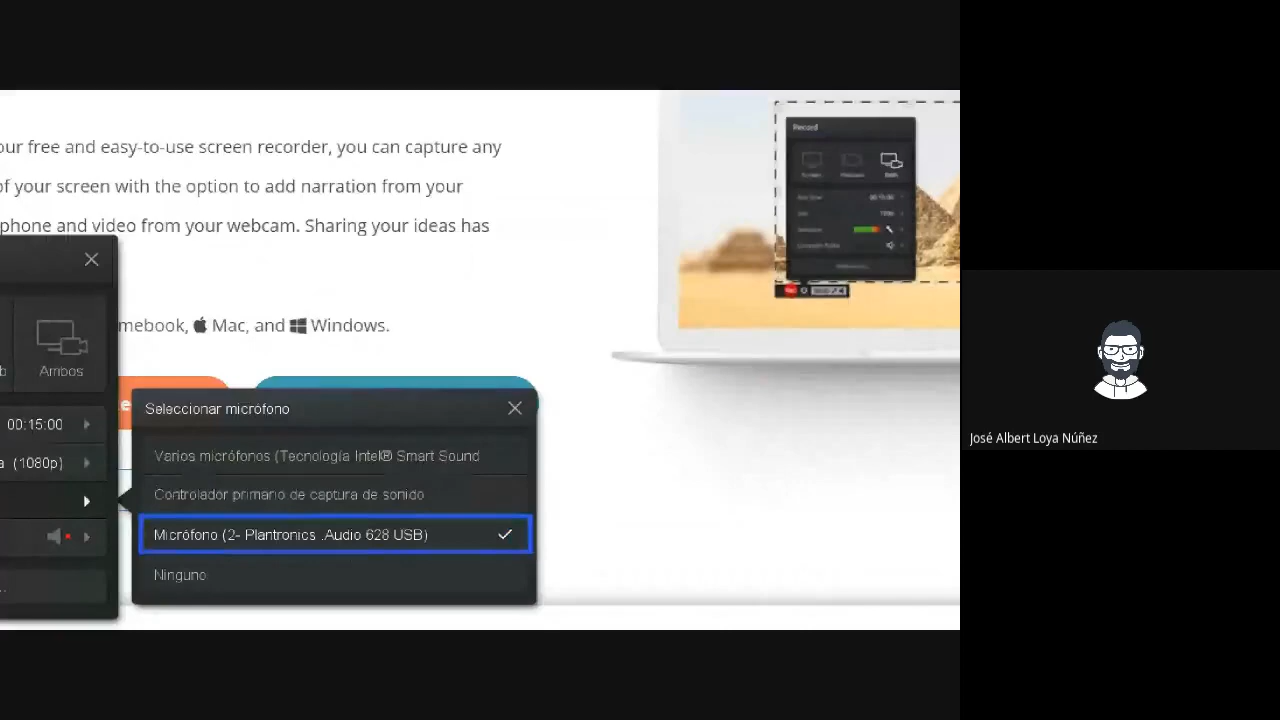 our free and easy-to-use screen recorder, you can capture any
of your screen with the option to add narration from your
phone and video from your webcam. Sharing your ideas has
mebook, Mac, and Windows.
Record
b
Ambos
00:15:00
a (1080p)
Seleccionar micrófono
Varios micrófonos (Tecnología Intel® Smart Sound
Controlador primario de captura de sonido
Micrófono (2- Plantronics .Audio 628 USB)
Ninguno
José Albert Loya Núñez